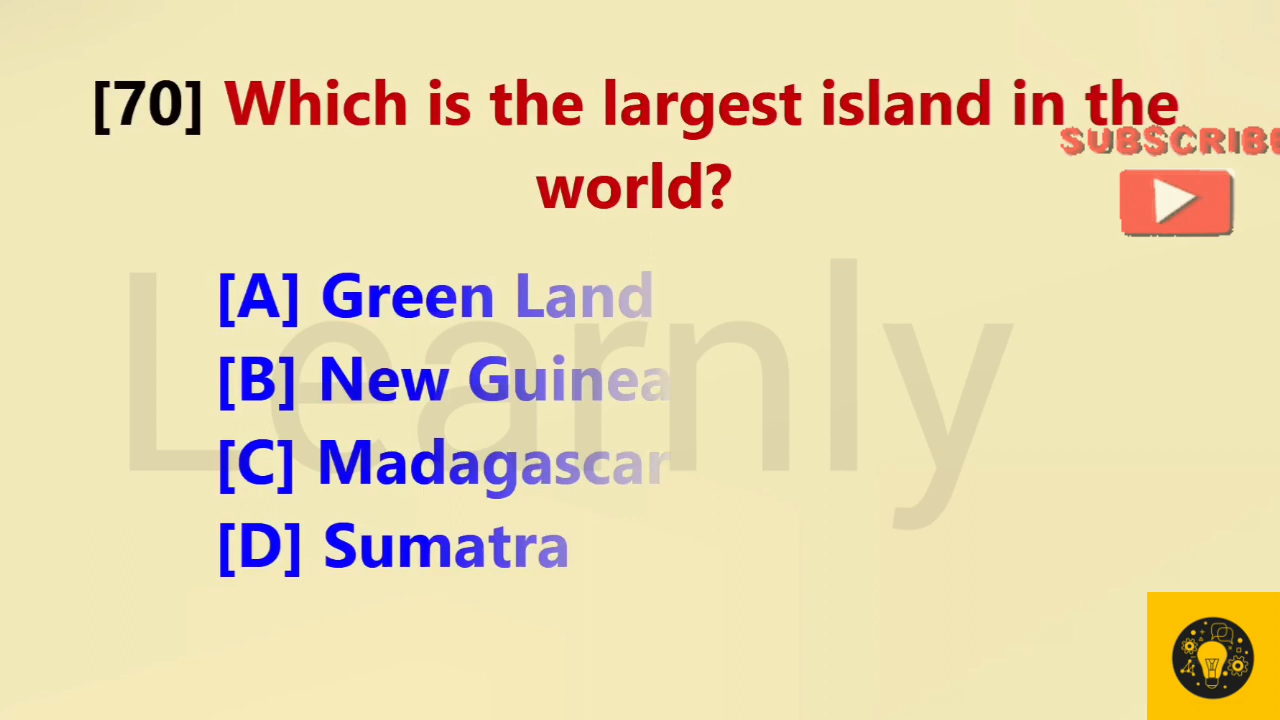 [70] Which is the largest island in the
world?
SUBSCRIBE
[A] Green Land
[B] New Guinea
[C] Madagascar
[D] Sumatra
Learnly